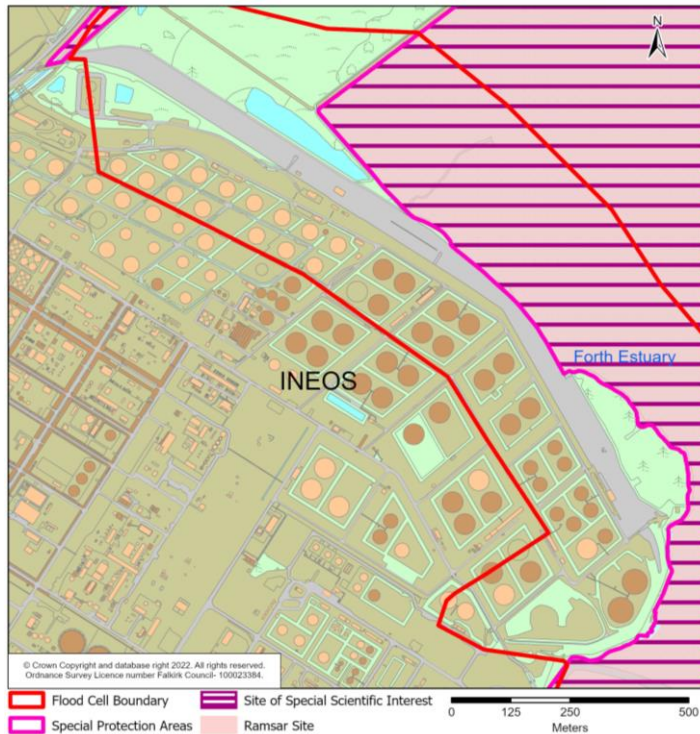 N
Forth Estuary
INEOS
© Crown Copyright and database right 2022. All rights reserved.
Ordnance Survey Licence number Falkirk Council- 100023384.
Flood Cell Boundary
Site of Special Scientific Interest
Special Protection Areas
Ramsar Site
0 125 250 500
Meters